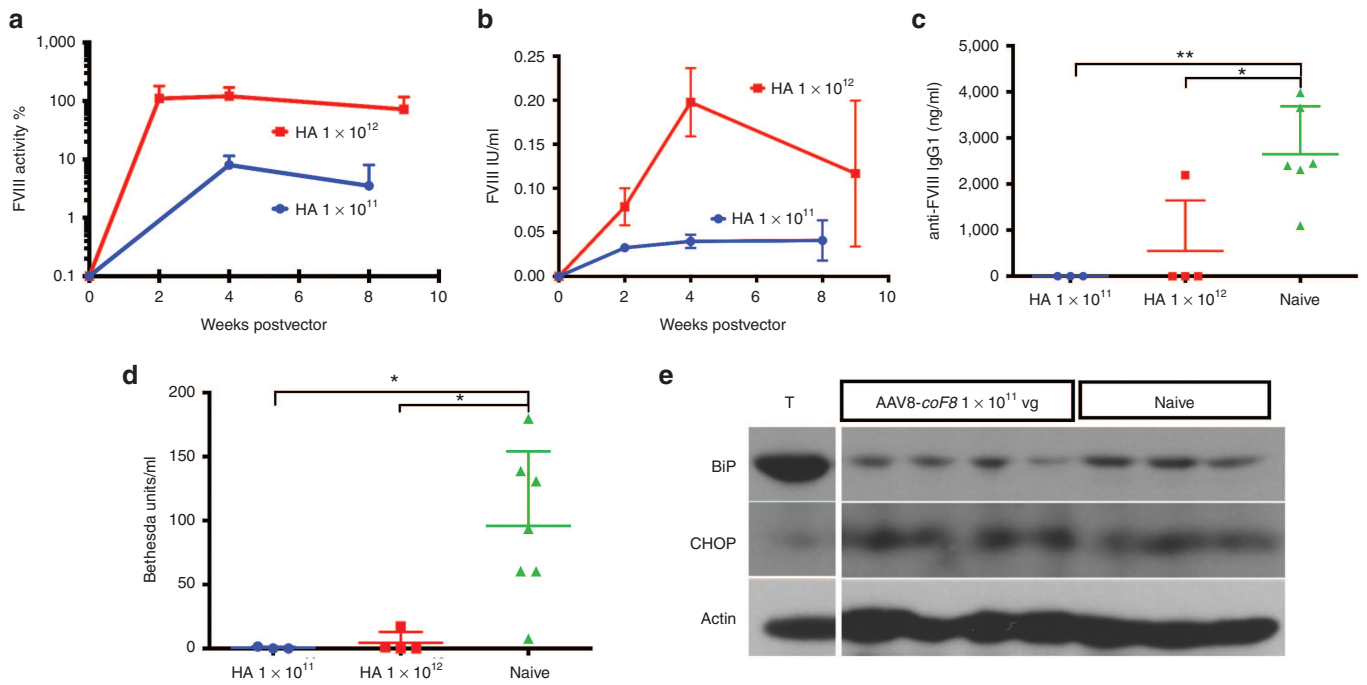 a
1,000
100
10
1
0.1
FVIII activity %
HA 1 × 10¹²
HA 1 × 10¹¹
0 2 4 6 8 10
Weeks postvector
b
0.25
0.20
0.15
0.10
0.05
0.00
FVIII IU/ml
HA 1 × 10¹²
HA 1 × 10¹¹
0 2 4 6 8 10
Weeks postvector
c
5,000
4,000
3,000
2,000
1,000
0
anti-FVIII IgG1 (ng/ml)
**
*
HA 1 × 10¹¹ HA 1 × 10¹² Naive
d
200
150
100
50
0
Bethesda units/ml
*
*
HA 1 × 10¹¹ HA 1 × 10¹² Naive
e
T AAV8-coF8 1 × 10¹¹ vg Naive
BiP
CHOP
Actin